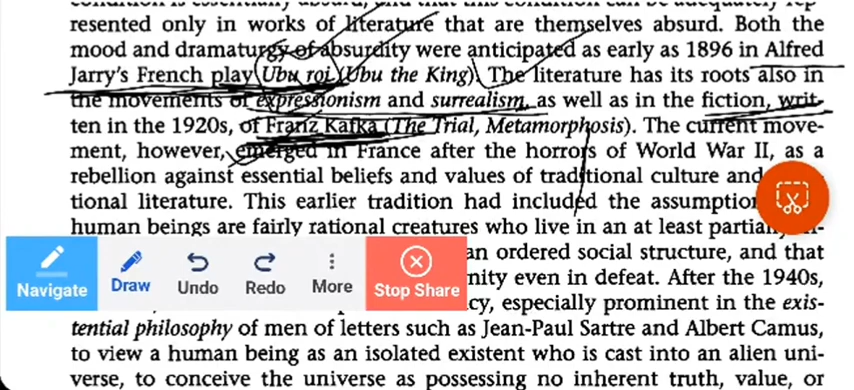 resented only in works of literature that are themselves absurd. Both the
mood and dramaturgy of absurdity were anticipated as early as 1896 in Alfred
Jarry's French play Ubu roi (Ubu the King). The literature has its roots also in
the movements of expressionism and surrealism, as well as in the fiction, writ-
ten in the 1920s, of Franz Kafka (The Trial, Metamorphosis). The current move-
ment, however, emerged in France after the horrors of World War II, as a
rebellion against essential beliefs and values of traditional culture and
tional literature. This earlier tradition had included the assumption
human beings are fairly rational creatures who live in an at least partially
an ordered social structure, and that
even in defeat. After the 1940s,
especially prominent in the exis-
tential philosophy of men of letters such as Jean-Paul Sartre and Albert Camus,
to view a human being as an isolated existent who is cast into an alien uni-
verse, to conceive the universe as possessing no inherent truth, value, or
Navigate
Draw
Undo
Redo
More
Stop Share